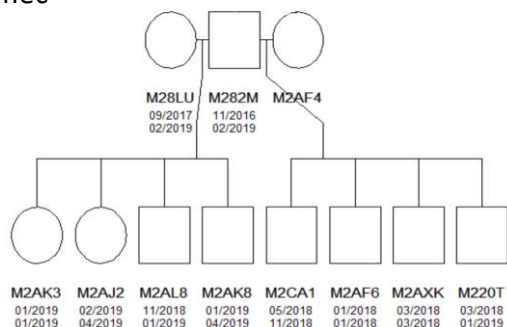 M28LU M282M M2AF4
09/2017 11/2016
02/2019 02/2019
M2AK3 M2AJ2 M2AL8 M2AK8 M2CA1 M2AF6 M2AXK M220T
01/2019 02/2019 11/2018 01/2019 05/2018 01/2018 03/2018 03/2018
01/2019 04/2019 01/2019 04/2019 11/2018 01/2018 03/2018 01/2019